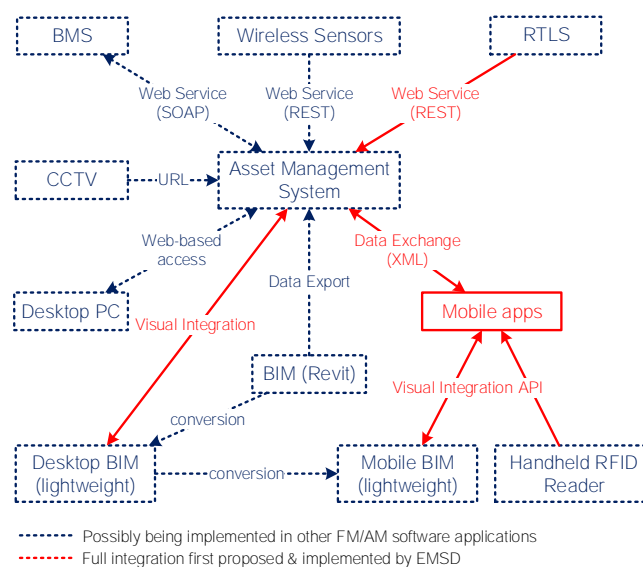 BMS
Wireless Sensors
RTLS
Web Service
(SOAP)
Web Service
(REST)
Web Service
(REST)
CCTV
URL
Asset Management
System
Web-based
access
Data Exchange
(XML)
Data Export
Desktop PC
Visual Integration
Mobile apps
BIM (Revit)
Visual Integration API
conversion
Desktop BIM
(lightweight)
conversion
Mobile BIM
(lightweight)
Handheld RFID
Reader
Possibly being implemented in other FM/AM software applications
Full integration first proposed & implemented by EMSD